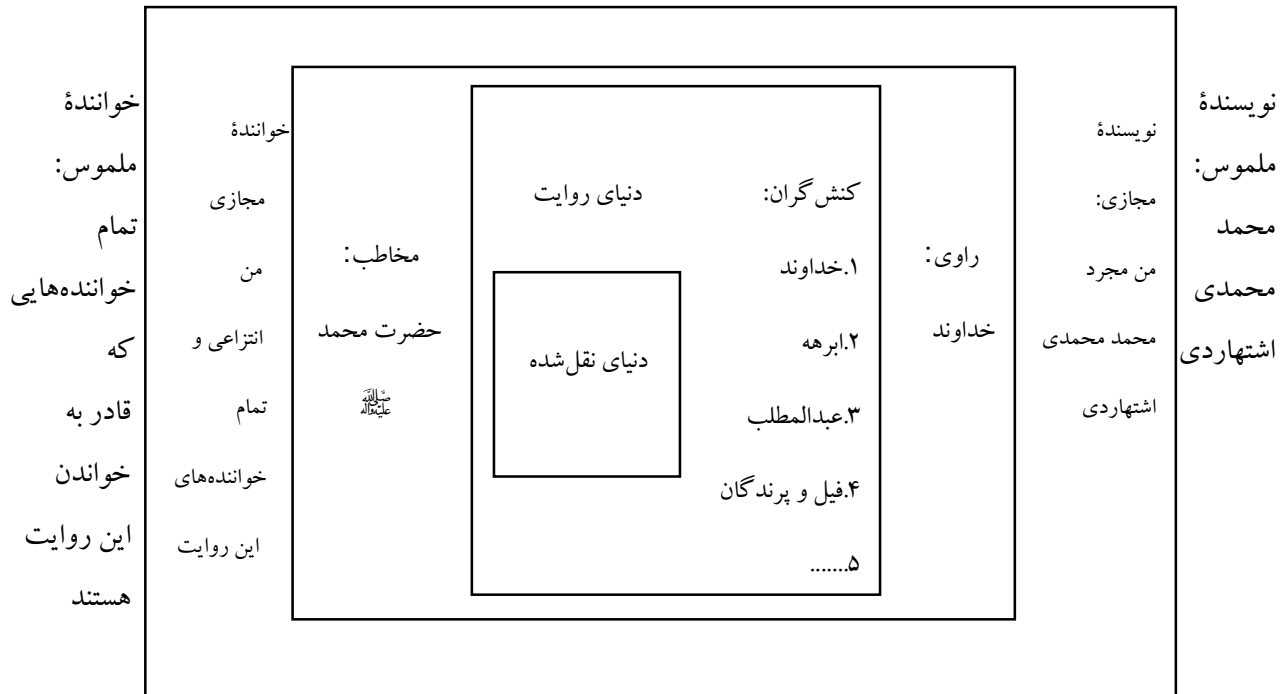 نویسندهٔ
ملموس:
محمد
محمدی
اشتهاردی
نویسندهٔ
مجازی:
من مجرد
محمد محمدی
اشتهاردی
راوی:
خداوند
کنش‌گران:
۱.خداوند
۲.ابرهه
۳.عبدالمطلب
۴.فیل و پرندگان
۵.......
دنیای روایت
دنیای نقل‌شده
مخاطب:
حضرت محمد
ﷺ
خوانندهٔ
مجازی
من
انتزاعی و
تمام
خواننده‌های
این روایت
خوانندهٔ
ملموس:
تمام
خواننده‌هایی
که
قادر به
خواندن
این روایت
هستند